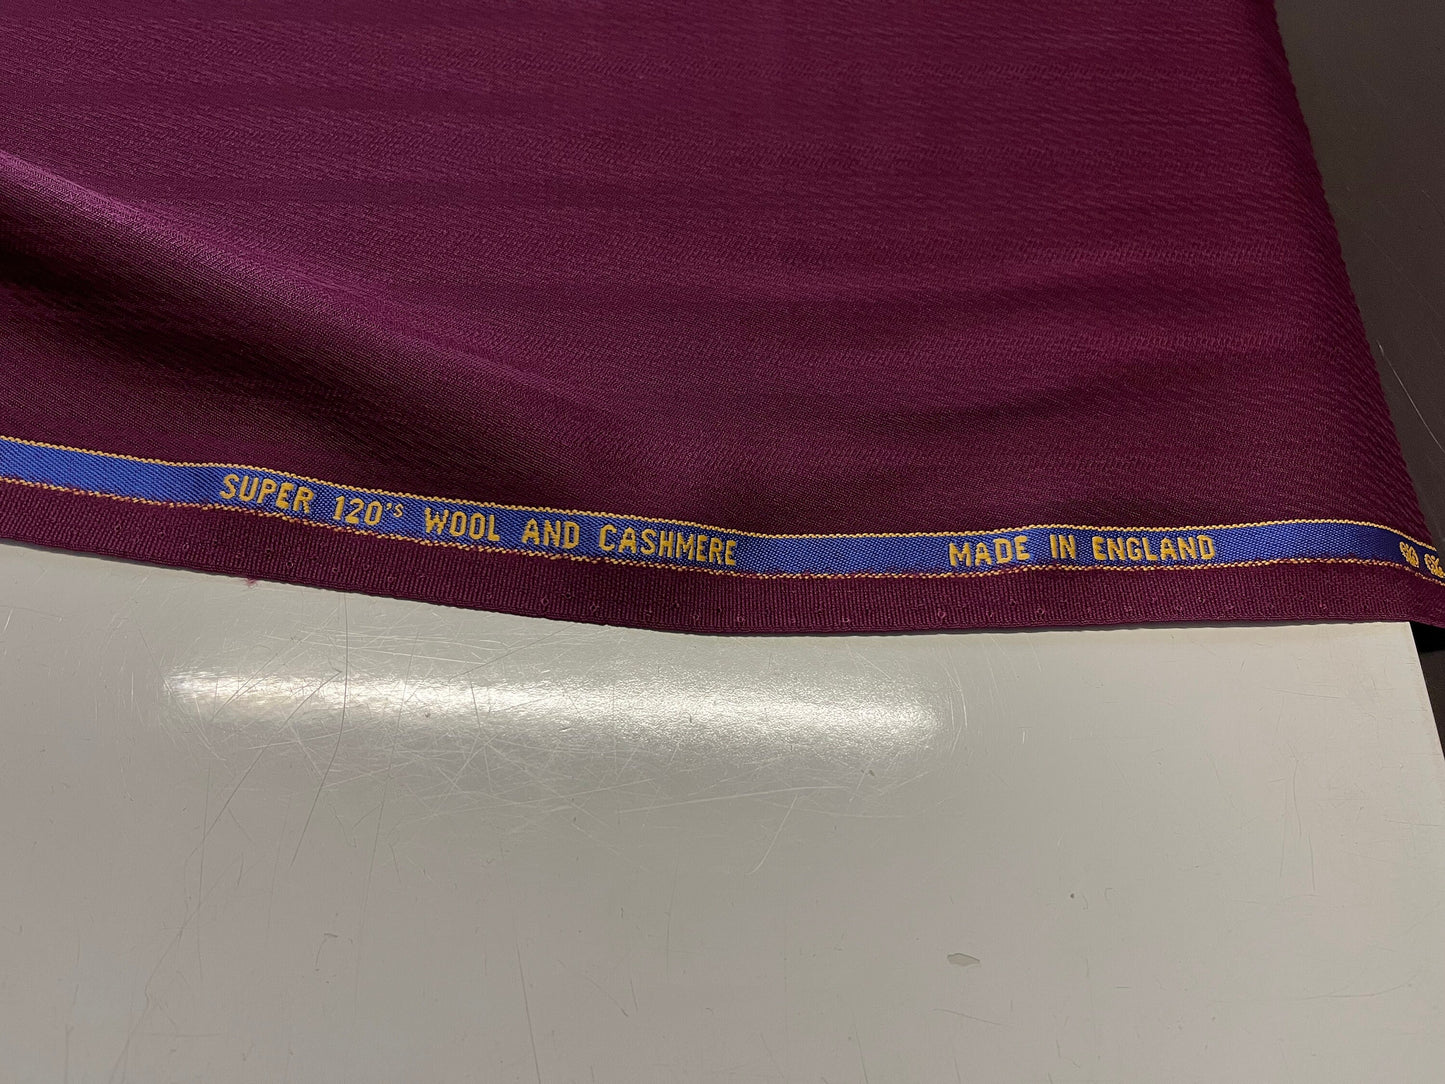 SUPER 120's WOOL AND CASHMERE MADE IN ENGLAND